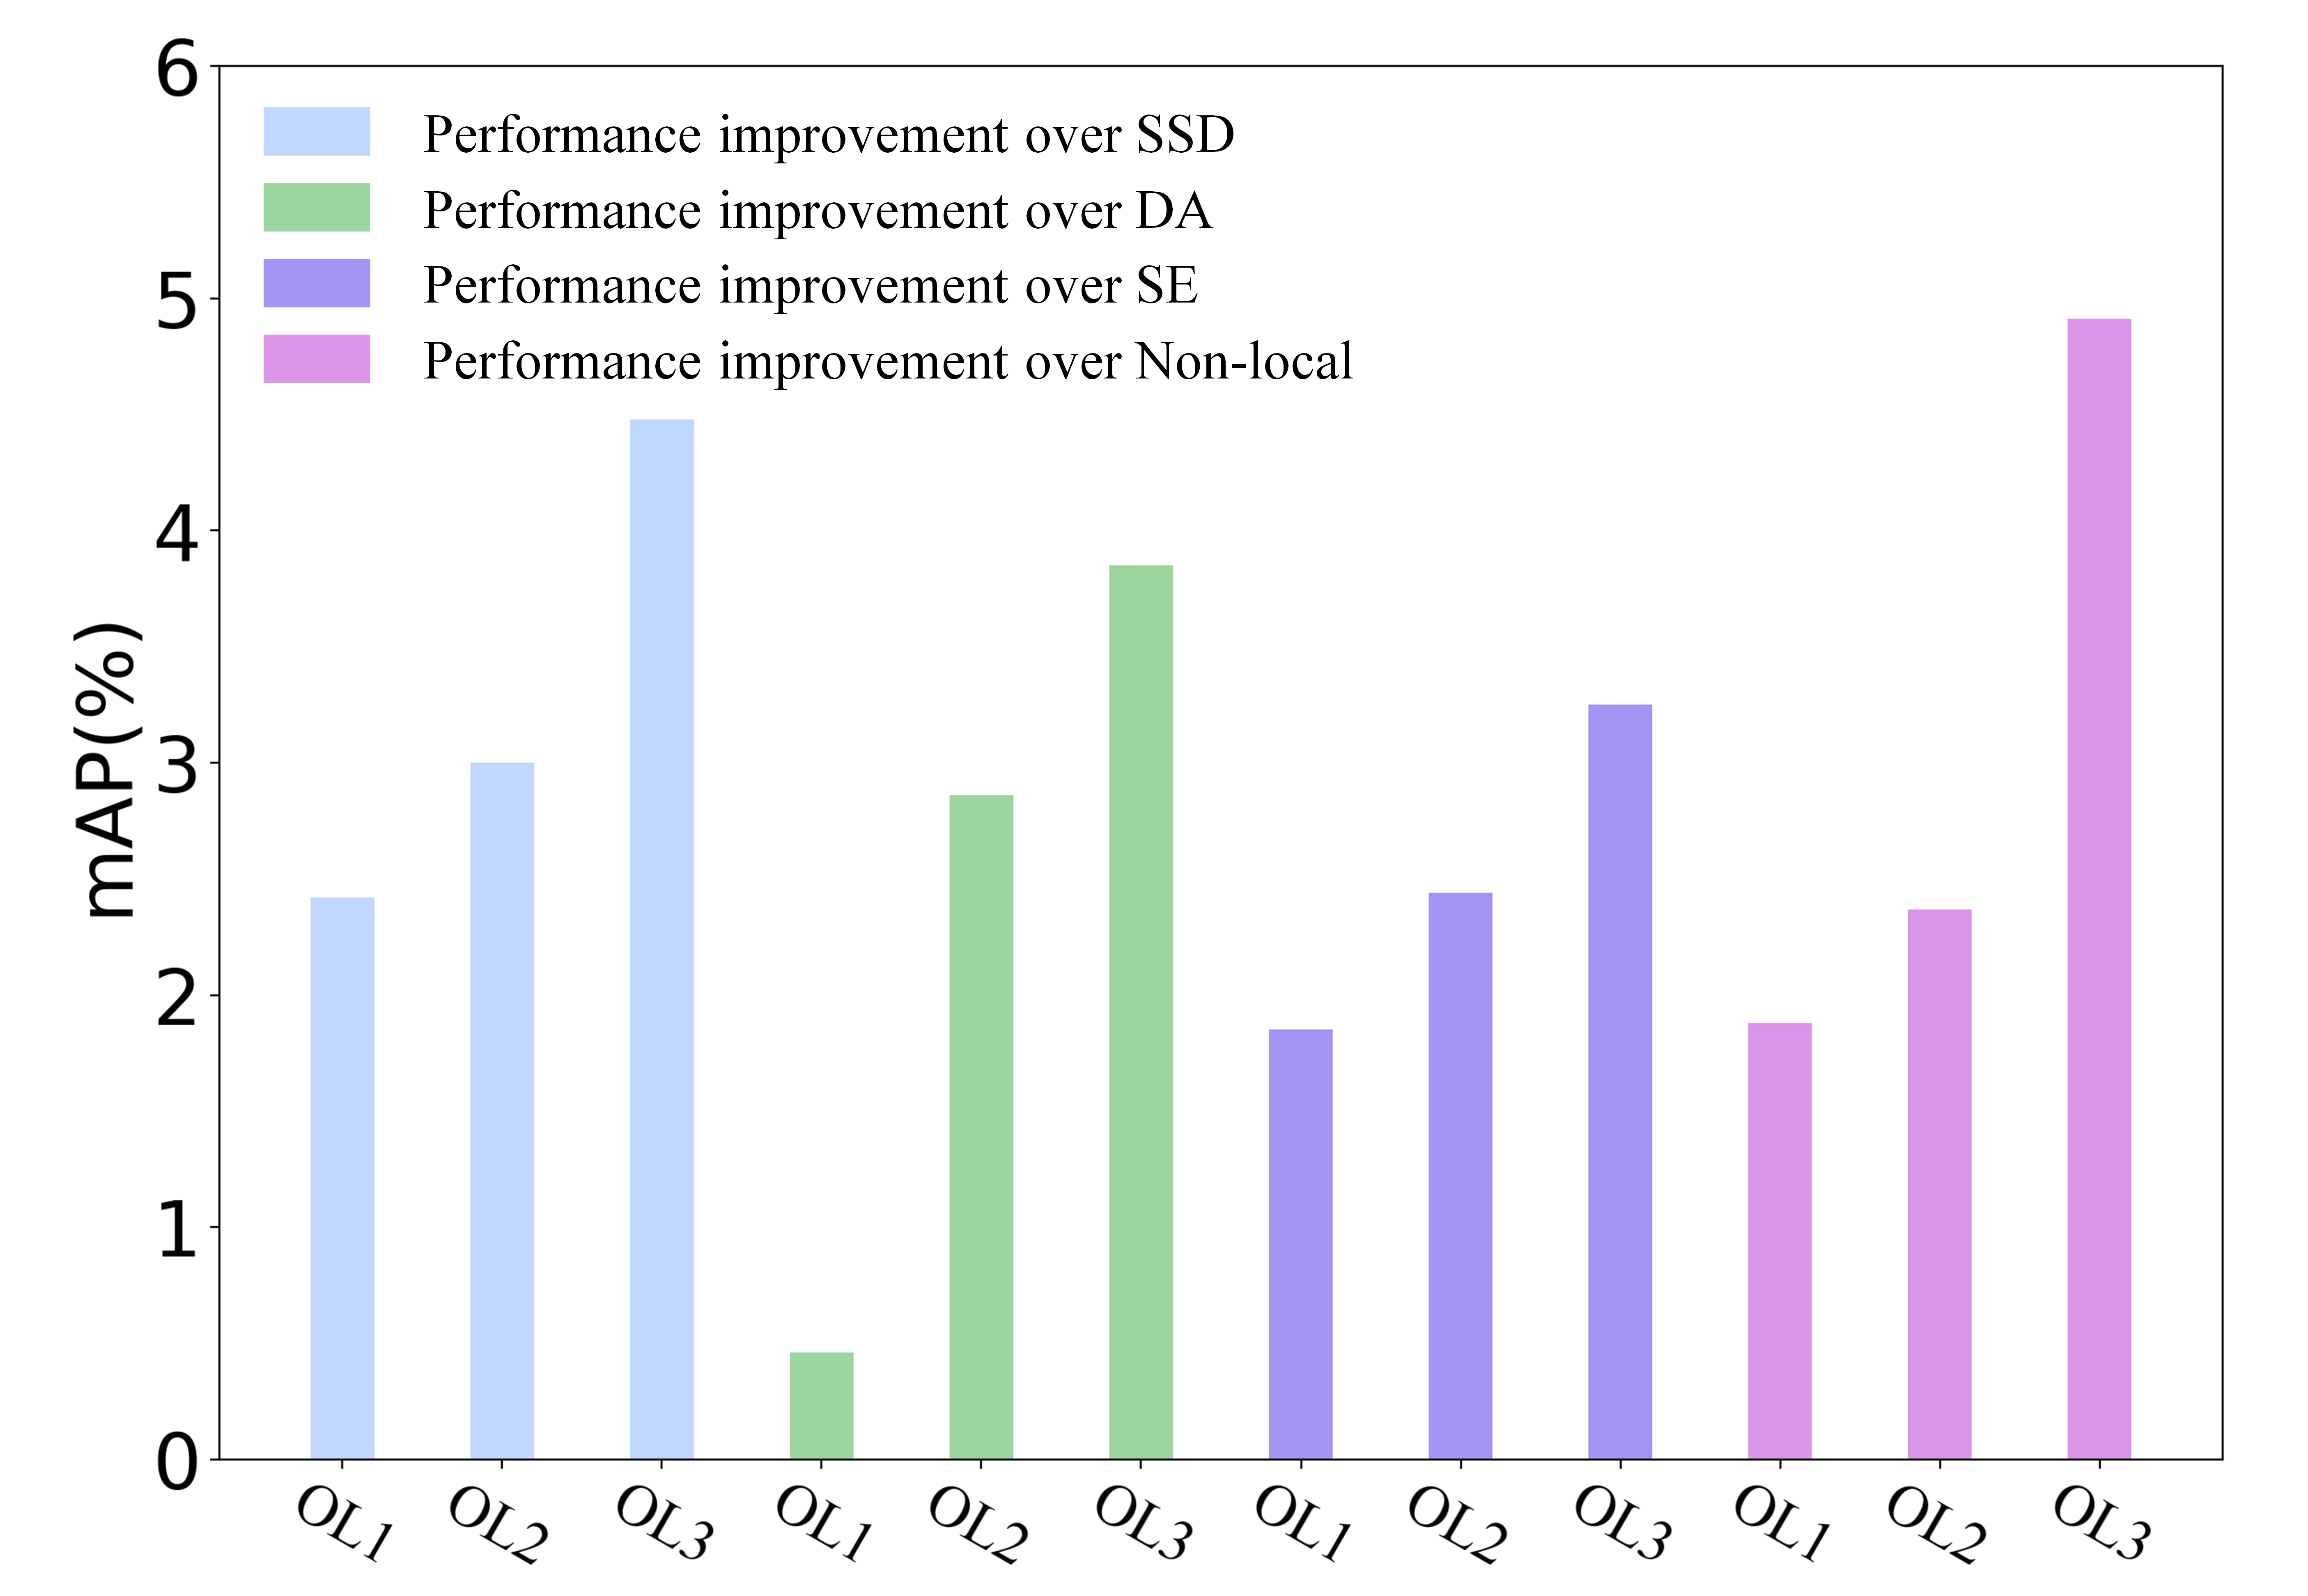 6
5
4
3
2
1
0
mAP(%)
Performance improvement over SSD
Performance improvement over DA
Performance improvement over SE
Performance improvement over Non-local
OL1
OL2
OL3
OL1
OL2
OL3
OL1
OL2
OL3
OL1
OL2
OL3